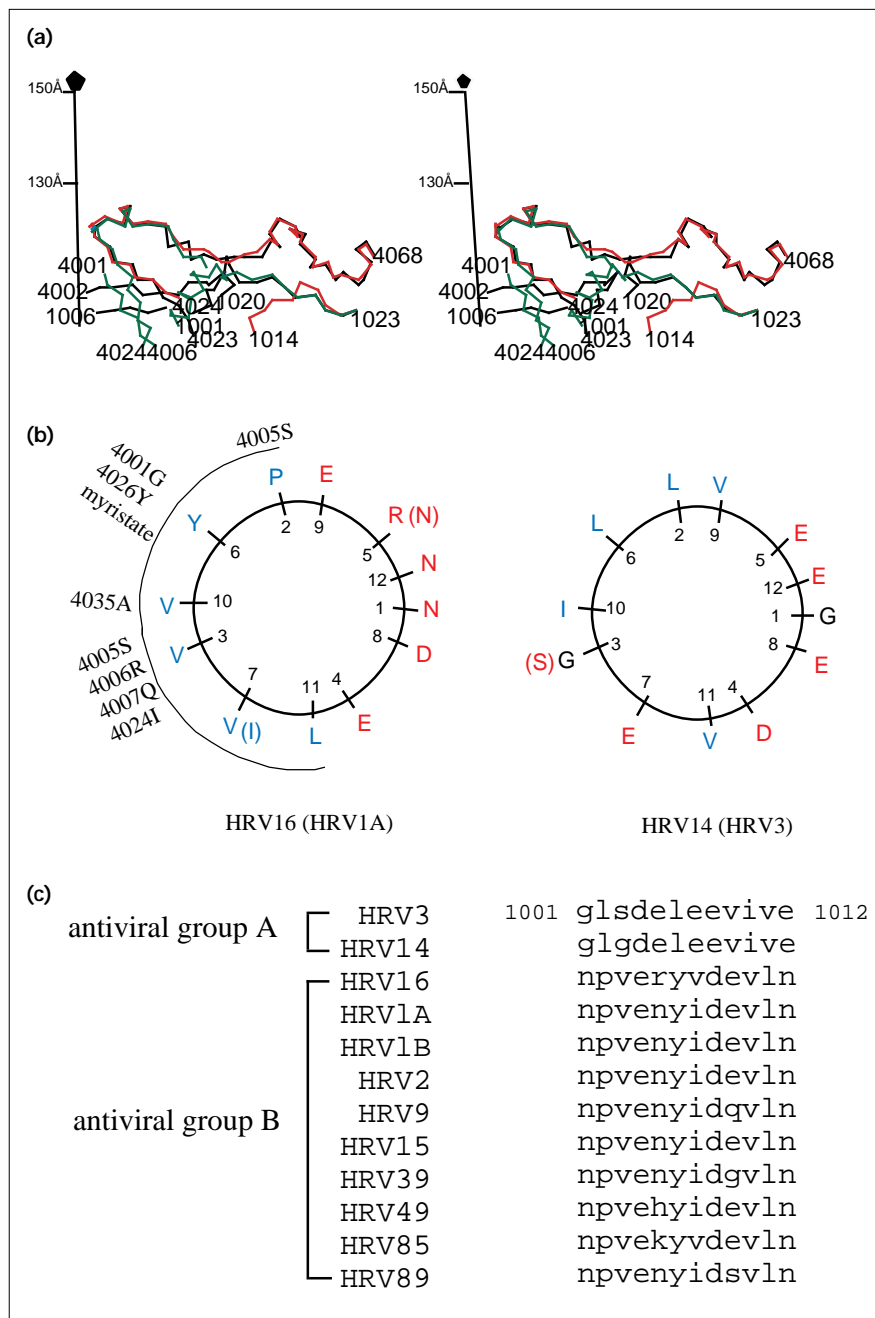 (a)
150Å
130Å
4001
4002
1006
40244006
4024
1001
4023
1020
1014
4068
1023
150Å
130Å
4001
4002
1006
40244006
4024
1001
4023
1020
1014
4068
1023
(b)
4005S
4001G
4026Y
myristate
4035A
4005S
4006R
4007Q
4024I
P E R (N) N N D E L V (I) V V Y
2 9 5 12 1 8 4 11 7 3 10 6
HRV16 (HRV1A)
L V E E G E D V E (S) G I L
2 9 5 12 1 8 4 11 7 3 10 6
HRV14 (HRV3)
(c)
antiviral group A
HRV3 1001 glsdeleevive 1012
HRV14 glgdeleevive
antiviral group B
HRV16 npveryvdevln
HRV1A npvenyidevln
HRV1B npvenyidevln
HRV2 npvenyidevln
HRV9 npvenyidqvln
HRV15 npvenyidevln
HRV39 npvenyidgvln
HRV49 npvehyidevln
HRV85 npvekyvdevln
HRV89 npvenyidsvln